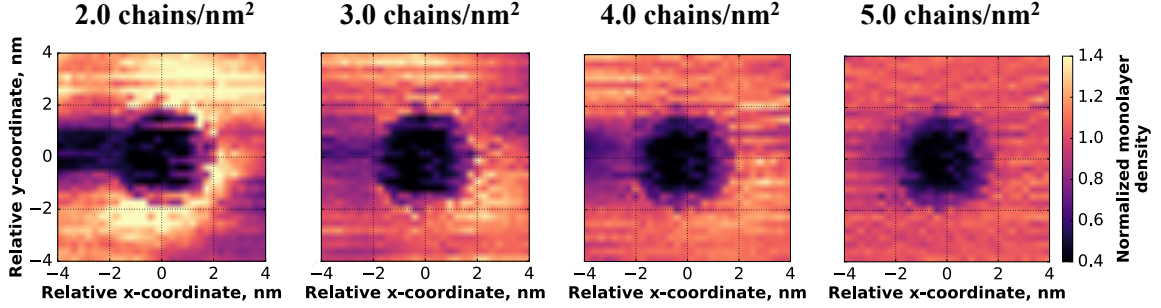 2.0 chains/nm²
3.0 chains/nm²
4.0 chains/nm²
5.0 chains/nm²
Relative y-coordinate, nm
4
2
0
−2
−4
−4 −2 0 2 4
−4 −2 0 2 4
−4 −2 0 2 4
−4 −2 0 2 4
Relative x-coordinate, nm
Relative x-coordinate, nm
Relative x-coordinate, nm
Relative x-coordinate, nm
1.4
1.2
1.0
0.8
0.6
0.4
Normalized monolayer
density